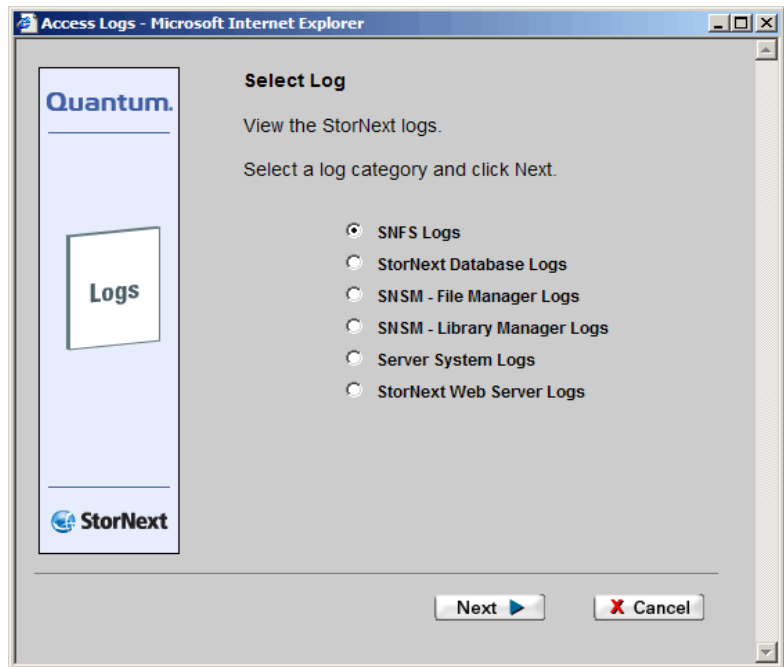 Access Logs - Microsoft Internet Explorer
Quantum.
Logs
StorNext
Select Log
View the StorNext logs.
Select a log category and click Next.
SNFS Logs
StorNext Database Logs
SNSM - File Manager Logs
SNSM - Library Manager Logs
Server System Logs
StorNext Web Server Logs
Next
X Cancel